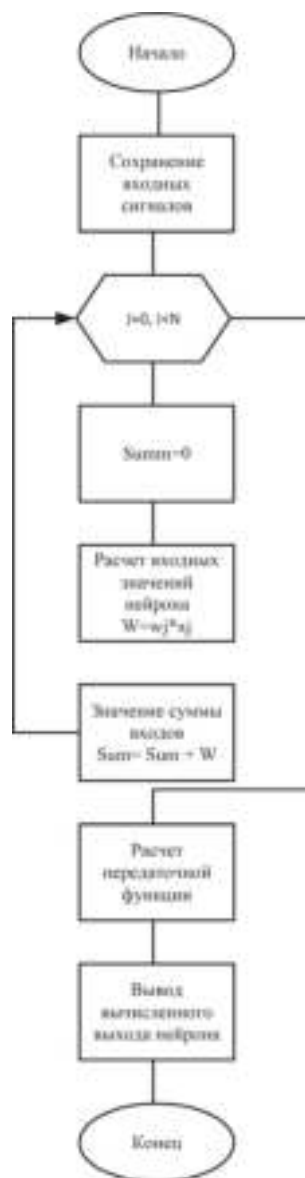 Начало
Сохранение
входных
сигналов
J=0, J<N
Summ=0
Расчет входных
значений
нейрона
W=wj*aj
Значение суммы
входов
Sum= Sum + W
Расчет
передаточной
функции
Вывод
вычисленного
выхода нейрона
Конец